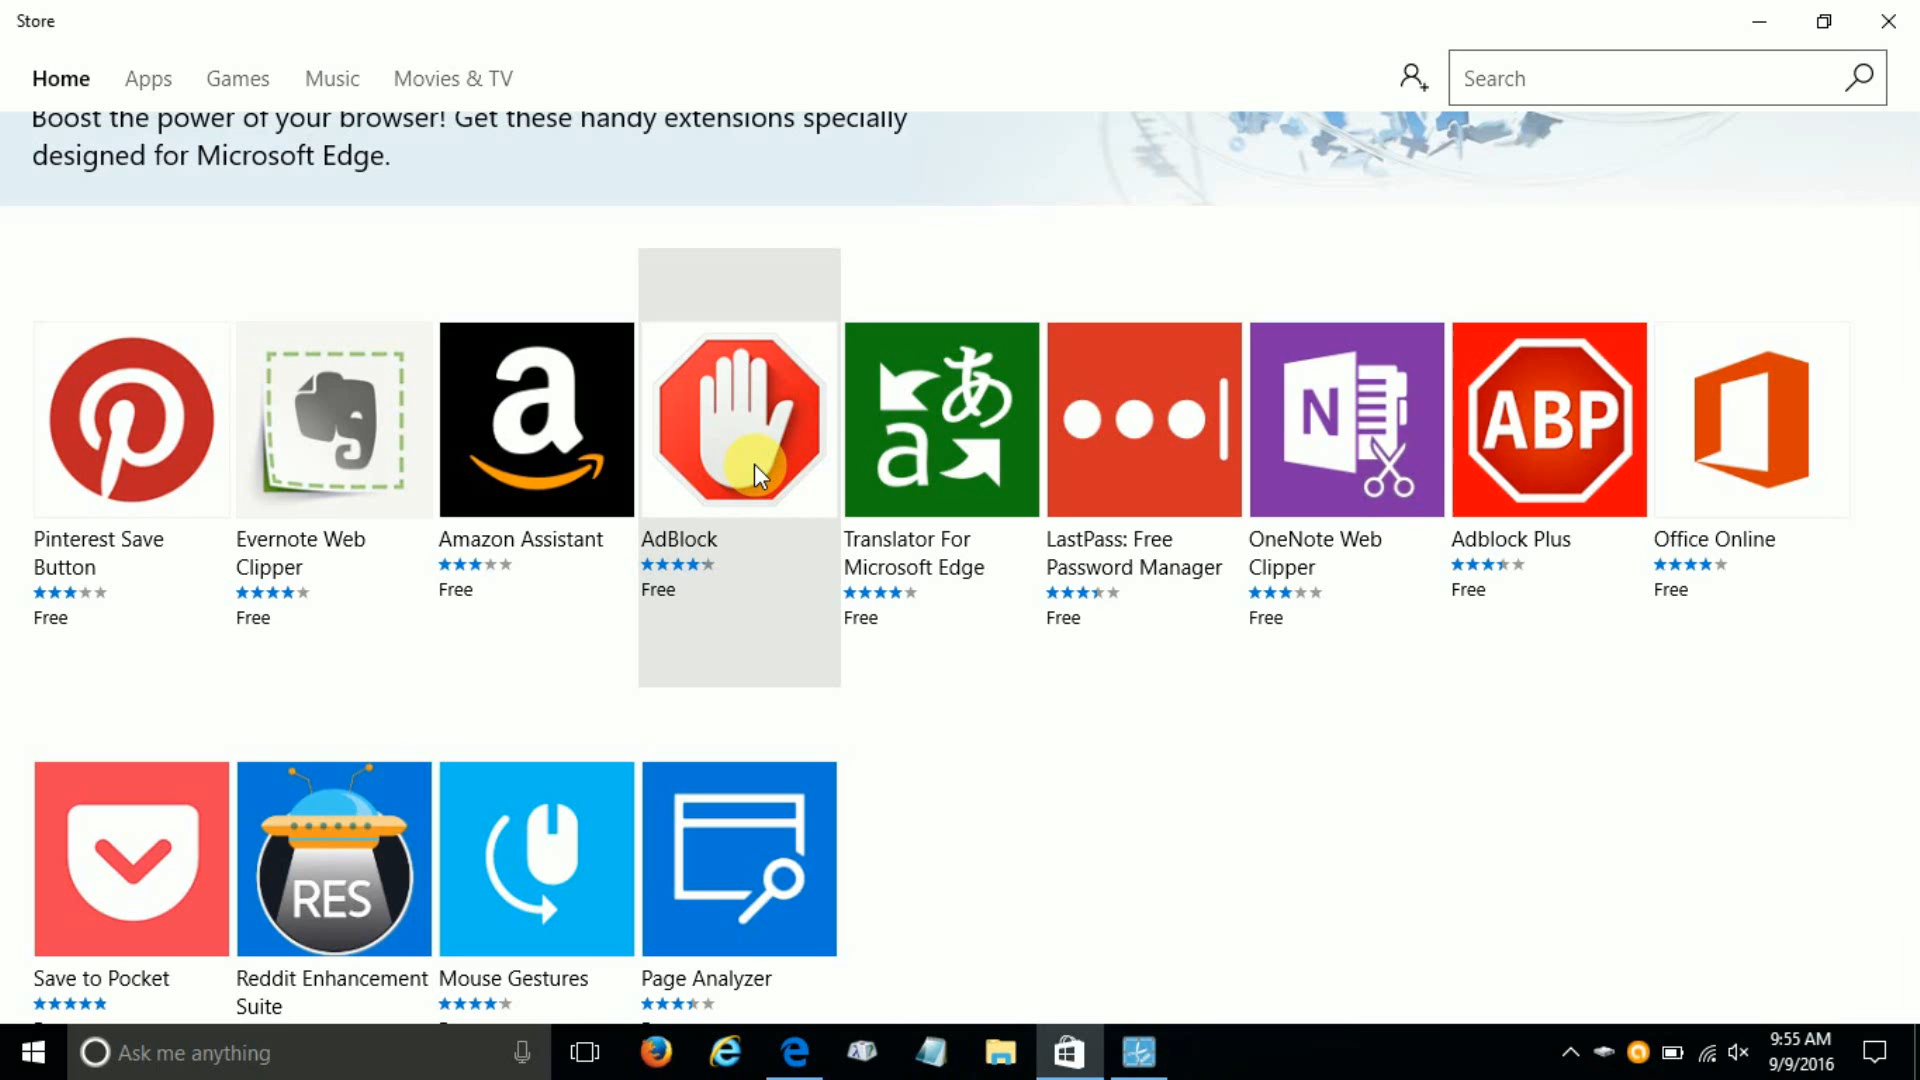 Store
Home Apps Games Music Movies & TV
Search
Boost the power of your browser! Get these handy extensions specially
designed for Microsoft Edge.
a
あ
a
N
ABP
Pinterest Save
Button
Free
Evernote Web
Clipper
Free
Amazon Assistant
Free
AdBlock
Free
Translator For
Microsoft Edge
Free
LastPass: Free
Password Manager
Free
OneNote Web
Clipper
Free
Adblock Plus
Free
Office Online
Free
RES
Save to Pocket
Reddit Enhancement
Suite
Mouse Gestures
Page Analyzer
Ask me anything
9:55 AM
9/9/2016